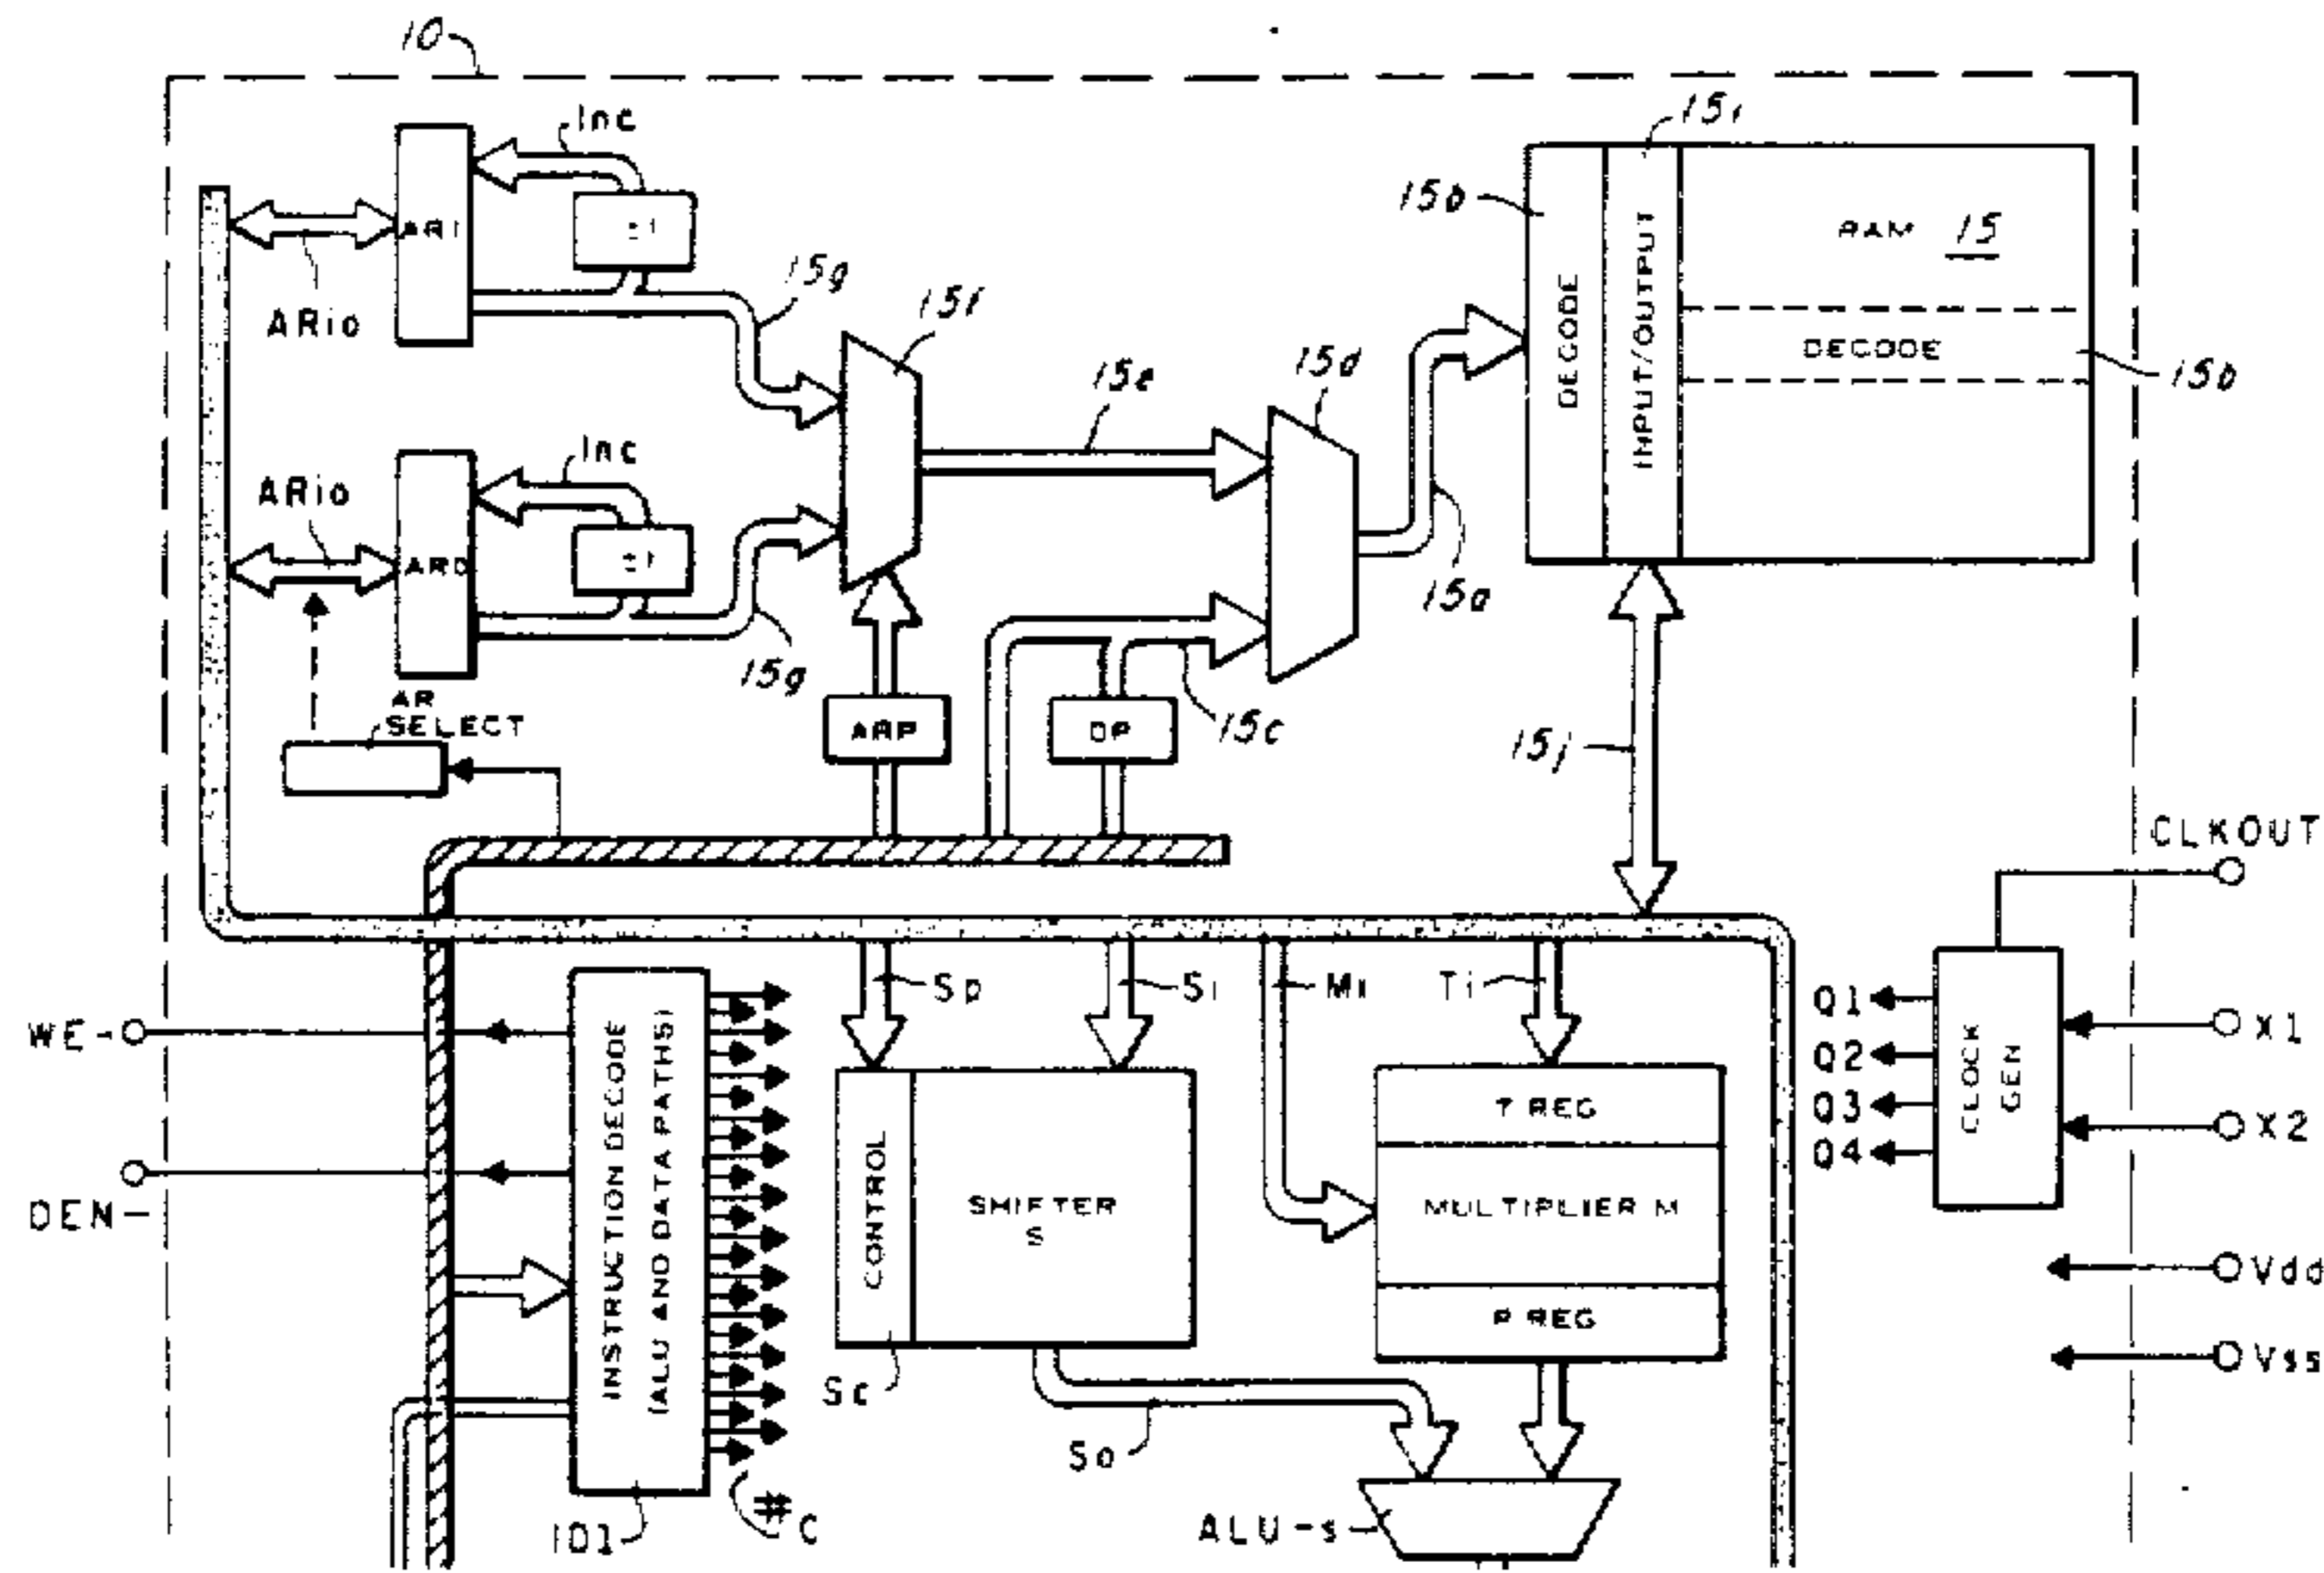 10
Inc
15i
15b
AR1
±1
RAM 15
15g
15f
ARio
INPUT/OUTPUT
DECODE
DECODE
15e
15d
15b
Inc
ARio
AR0
±1
15a
15g
AR
SELECT
ARP
DP
15c
15j
CLKOUT
Sp
Si
Mi
Ti
Q1
X1
WE-
Q2
CLOCK
GEN
T REG
Q3
X2
Q4
INSTRUCTION DECODE
(ALU AND DATA PATHS)
CONTROL
SHIFTER
S
MULTIPLIER M
DEN-
Vdd
P REG
Vss
Sc
So
ID1
#C
ALU-s